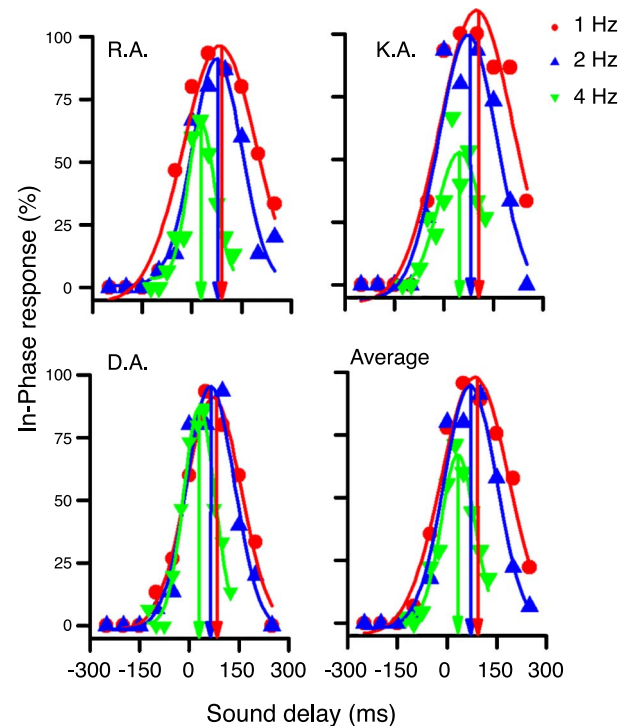 R.A.
K.A.
1 Hz
2 Hz
4 Hz
100
75
50
25
0
In-Phase response (%)
D.A.
Average
100
75
50
25
0
-300 -150 0 150 300
-300 -150 0 150 300
Sound delay (ms)